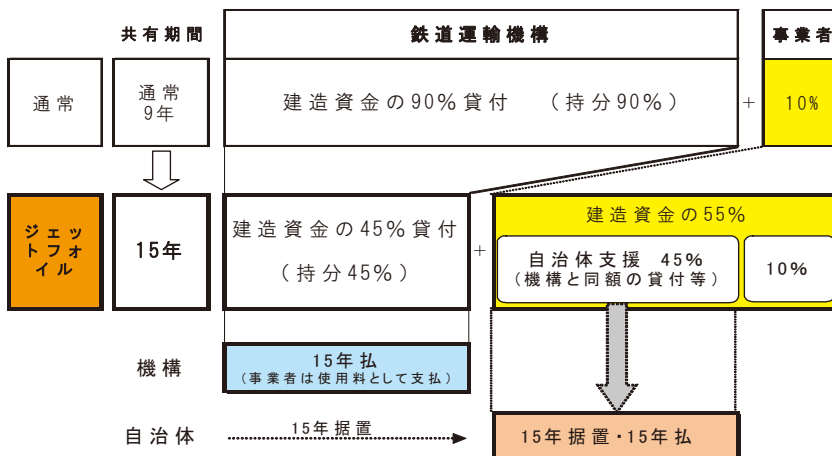 共有期間
鉄道運輸機構
事業者
通常
通常
9年
建造資金の90%貸付 (持分90%)
+
10%
ジェッ
トフォ
イル
15年
建造資金の45%貸付
(持分45%)
+
建造資金の55%
自治体支援 45%
(機構と同額の貸付等)
10%
機構
15年払
(事業者は使用料として支払)
自治体
15年据置
15年据置・15年払